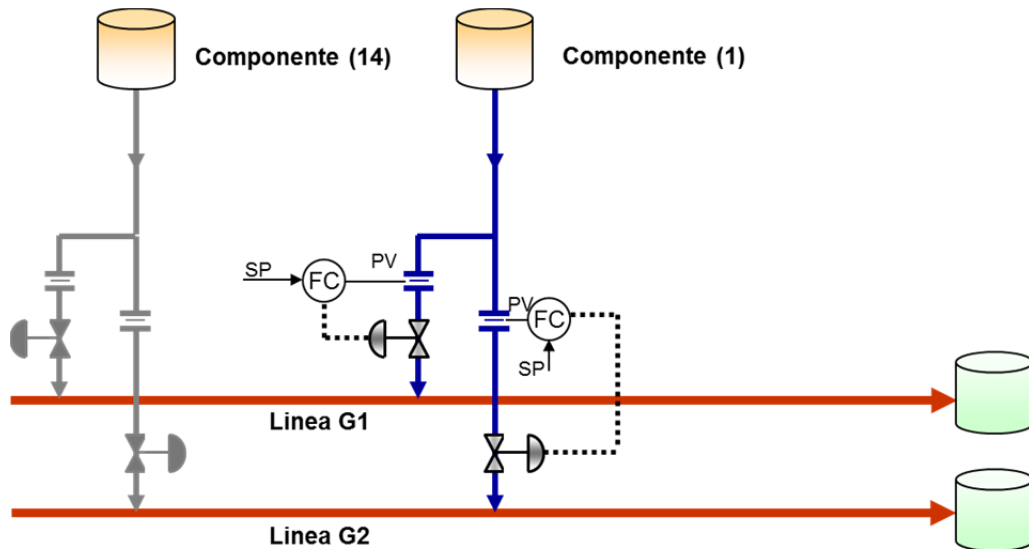 Componente (14)
Componente (1)
SP
FC
PV
PV
FC
SP
Linea G1
Linea G2